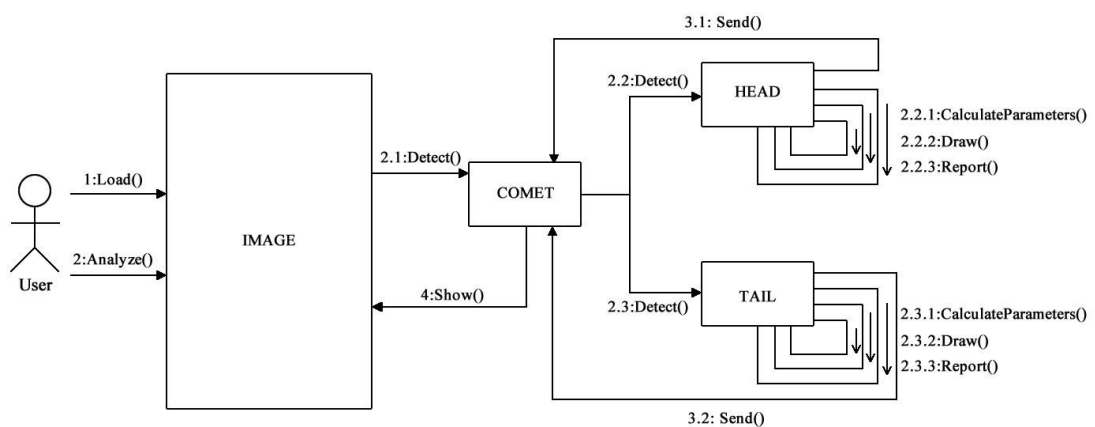 3.1: Send()
2.2:Detect()
HEAD
2.2.1:CalculateParameters()
2.2.2:Draw()
2.2.3:Report()
2.1:Detect()
1:Load()
COMET
IMAGE
2:Analyze()
User
4:Show()
2.3:Detect()
TAIL
2.3.1:CalculateParameters()
2.3.2:Draw()
2.3.3:Report()
3.2: Send()